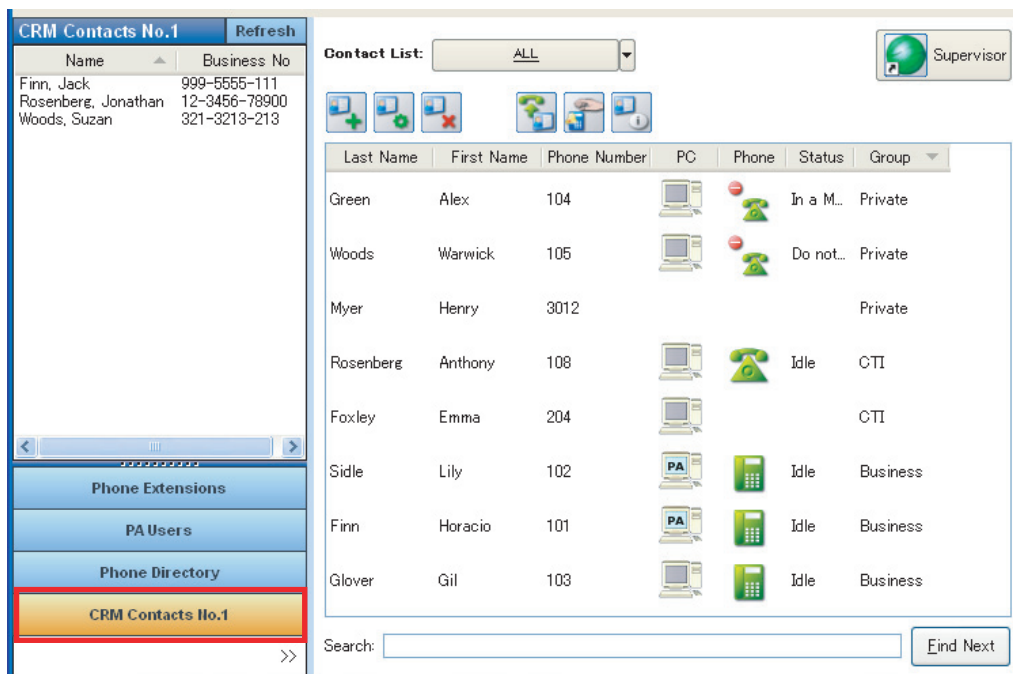 CRM Contacts No.1 Refresh
Name Business No
Finn, Jack 999-5555-111
Rosenberg, Jonathan 12-3456-78900
Woods, Suzan 321-3213-213
Phone Extensions
PA Users
Phone Directory
CRM Contacts No.1
>>
Contact List: ALL Supervisor
Last Name First Name Phone Number PC Phone Status Group
Green Alex 104 In a M... Private
Woods Warwick 105 Do not... Private
Myer Henry 3012 Private
Rosenberg Anthony 108 Idle CTI
Foxley Emma 204 CTI
Sidle Lily 102 PA Idle Business
Finn Horacio 101 PA Idle Business
Glover Gil 103 Idle Business
Search: Find Next